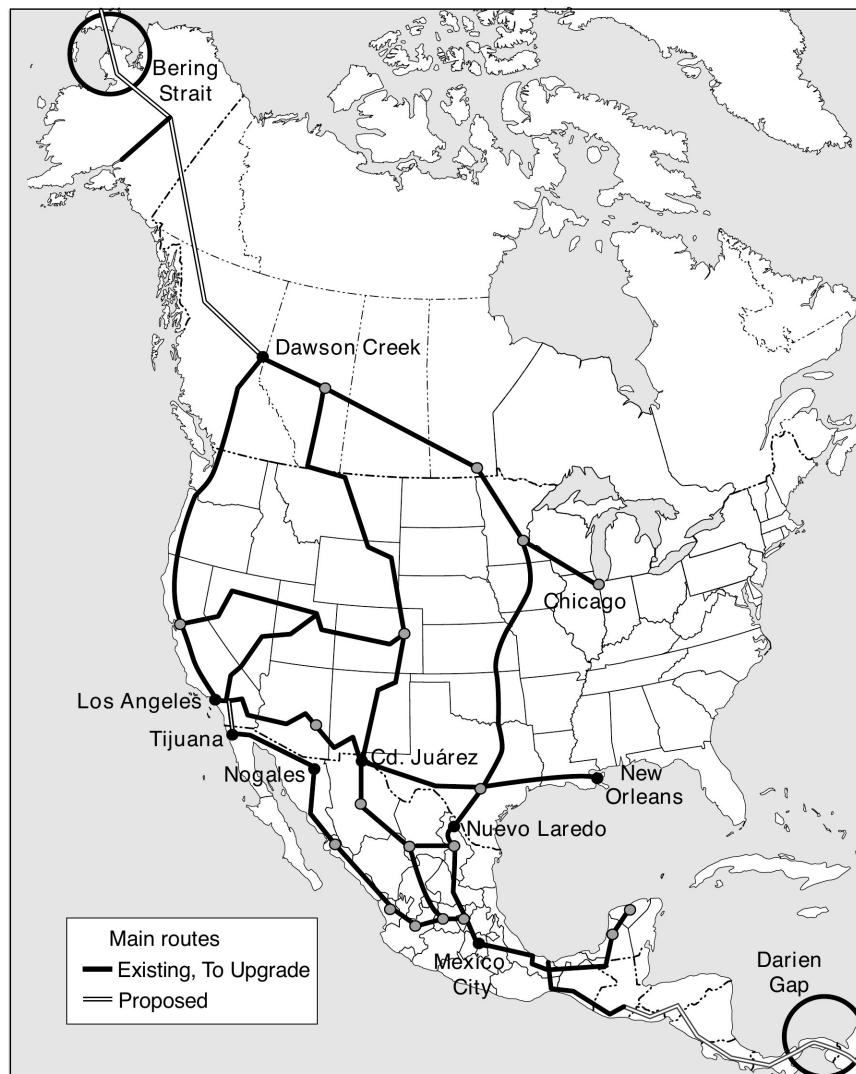 Bering
Strait
Dawson Creek
Chicago
Los Angeles
Tijuana
Cd. Juárez
Nogales
New
Orleans
Nuevo Laredo
Mexico
City
Darien
Gap
Main routes
Existing, To Upgrade
Proposed